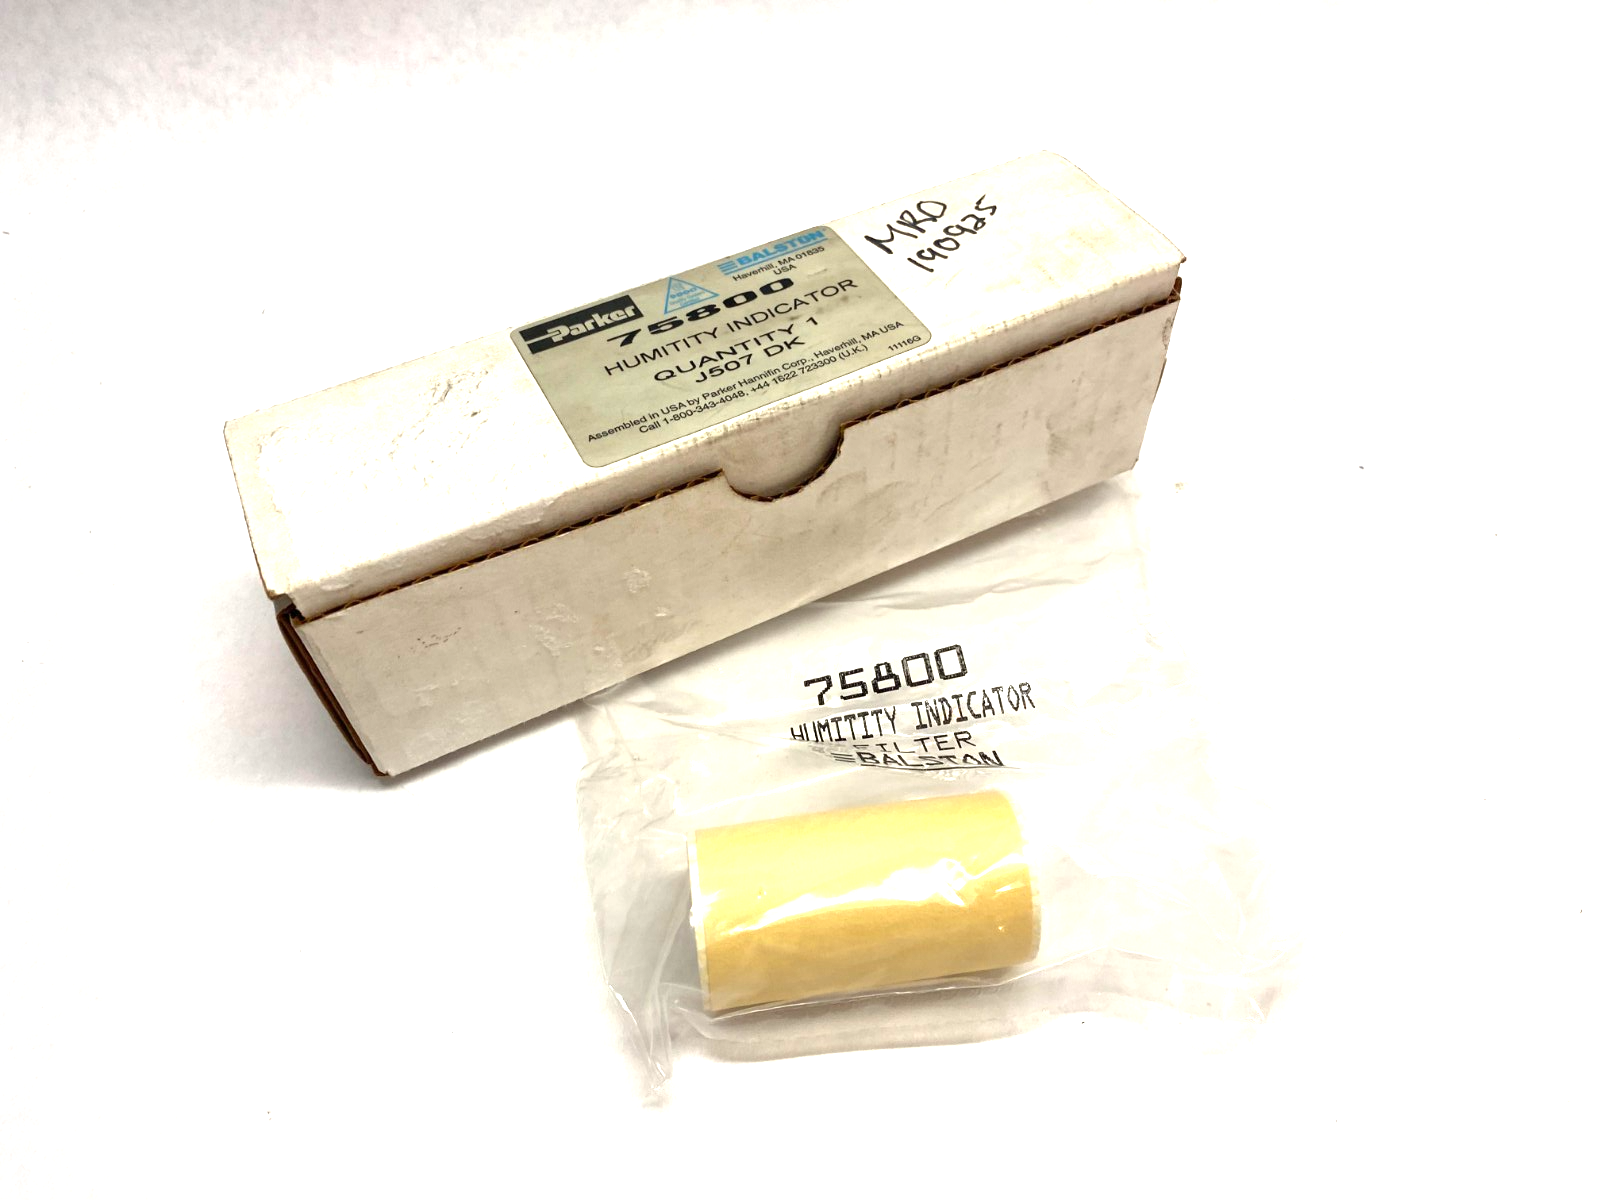 Parker
9000
BALSTON
Haverhill, MA 01835
USA
75800
HUMITITY INDICATOR
QUANTITY 1
J507 DK
Assembled in USA by Parker Hannifin Corp., Haverhill, MA USA
Call 1-800-343-4048, +44 1622 723300 (U.K.)
11116G
MRO
190925
75800
HUMITITY INDICATOR
FILTER
BALSTON